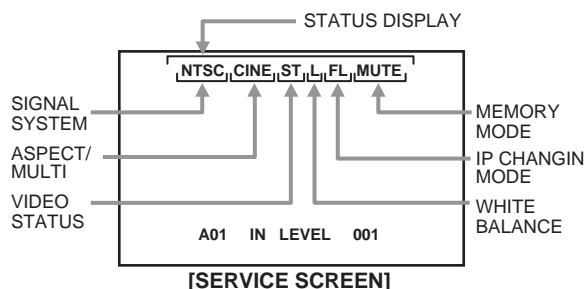 STATUS DISPLAY
NTSC CINE ST L FL MUTE
SIGNAL
SYSTEM
ASPECT/
MULTI
VIDEO
STATUS
MEMORY
MODE
IP CHANGIN
MODE
WHITE
BALANCE
A01 IN LEVEL 001
[SERVICE SCREEN]